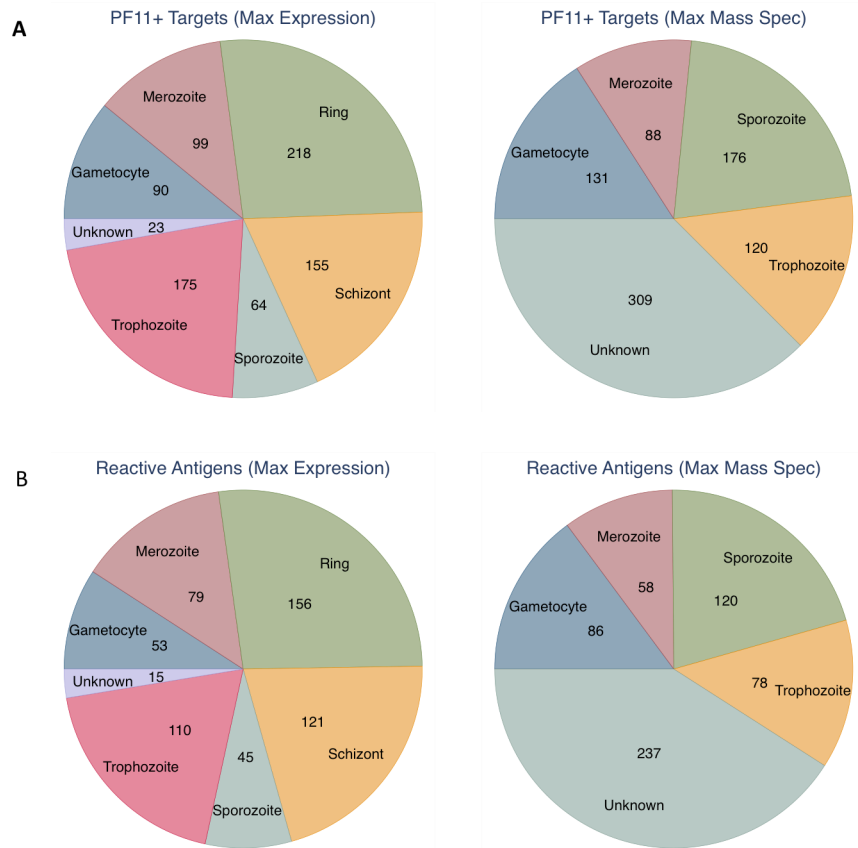 A
PF11+ Targets (Max Expression)
Merozoite
99
Ring
218
Gametocyte
90
Unknown
23
Schizont
155
Trophozoite
175
Sporozoite
64
PF11+ Targets (Max Mass Spec)
Merozoite
88
Sporozoite
176
Gametocyte
131
Trophozoite
120
Unknown
309
B
Reactive Antigens (Max Expression)
Merozoite
79
Ring
156
Gametocyte
53
Unknown
15
Schizont
121
Trophozoite
110
Sporozoite
45
Reactive Antigens (Max Mass Spec)
Merozoite
58
Sporozoite
120
Gametocyte
86
Trophozoite
78
Unknown
237